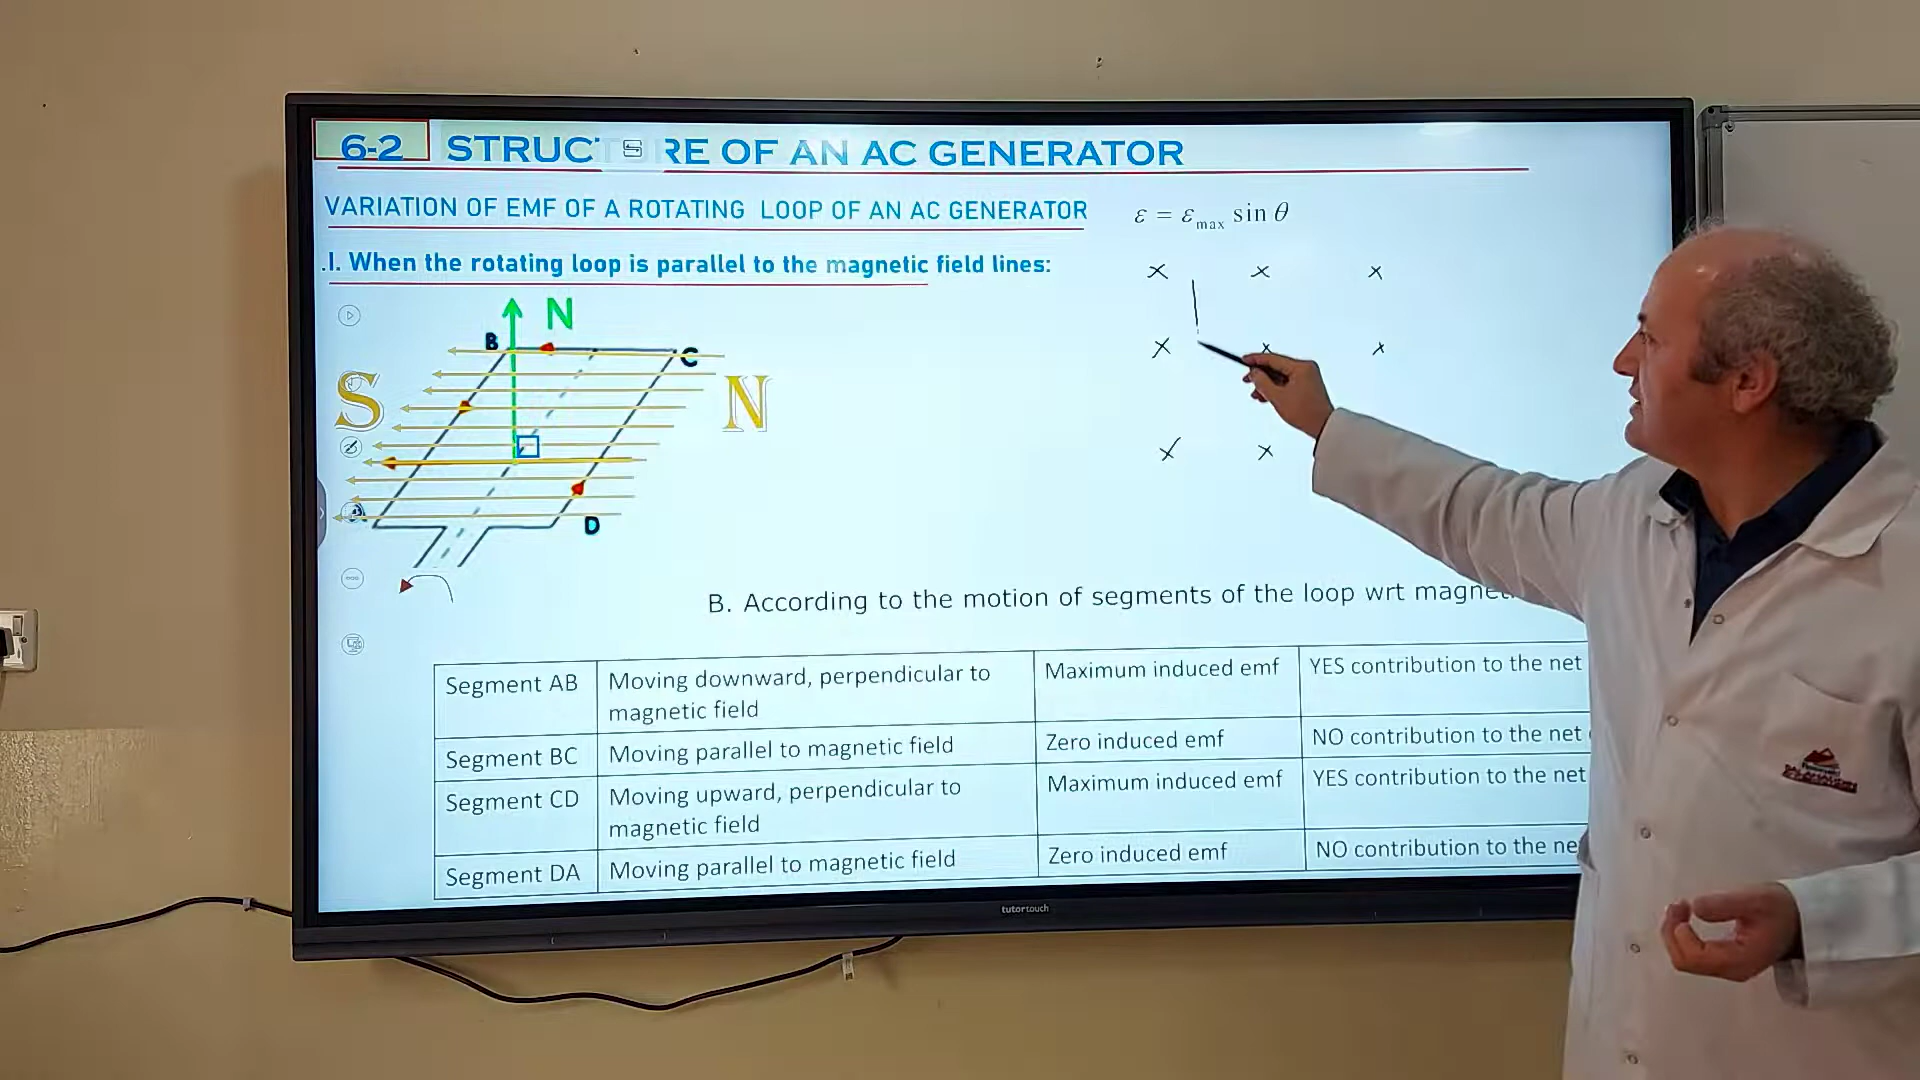 6-2 STRUCT RE OF AN AC GENERATOR
VARIATION OF EMF OF A ROTATING LOOP OF AN AC GENERATOR
ε = ε max sin θ
.I. When the rotating loop is parallel to the magnetic field lines:
N
B
C
S
N
D
B. According to the motion of segments of the loop wrt magne
Segment AB Moving downward, perpendicular to magnetic field Maximum induced emf YES contribution to the net
Segment BC Moving parallel to magnetic field Zero induced emf NO contribution to the net
Segment CD Moving upward, perpendicular to magnetic field Maximum induced emf YES contribution to the net
Segment DA Moving parallel to magnetic field Zero induced emf NO contribution to the ne
tutortouch